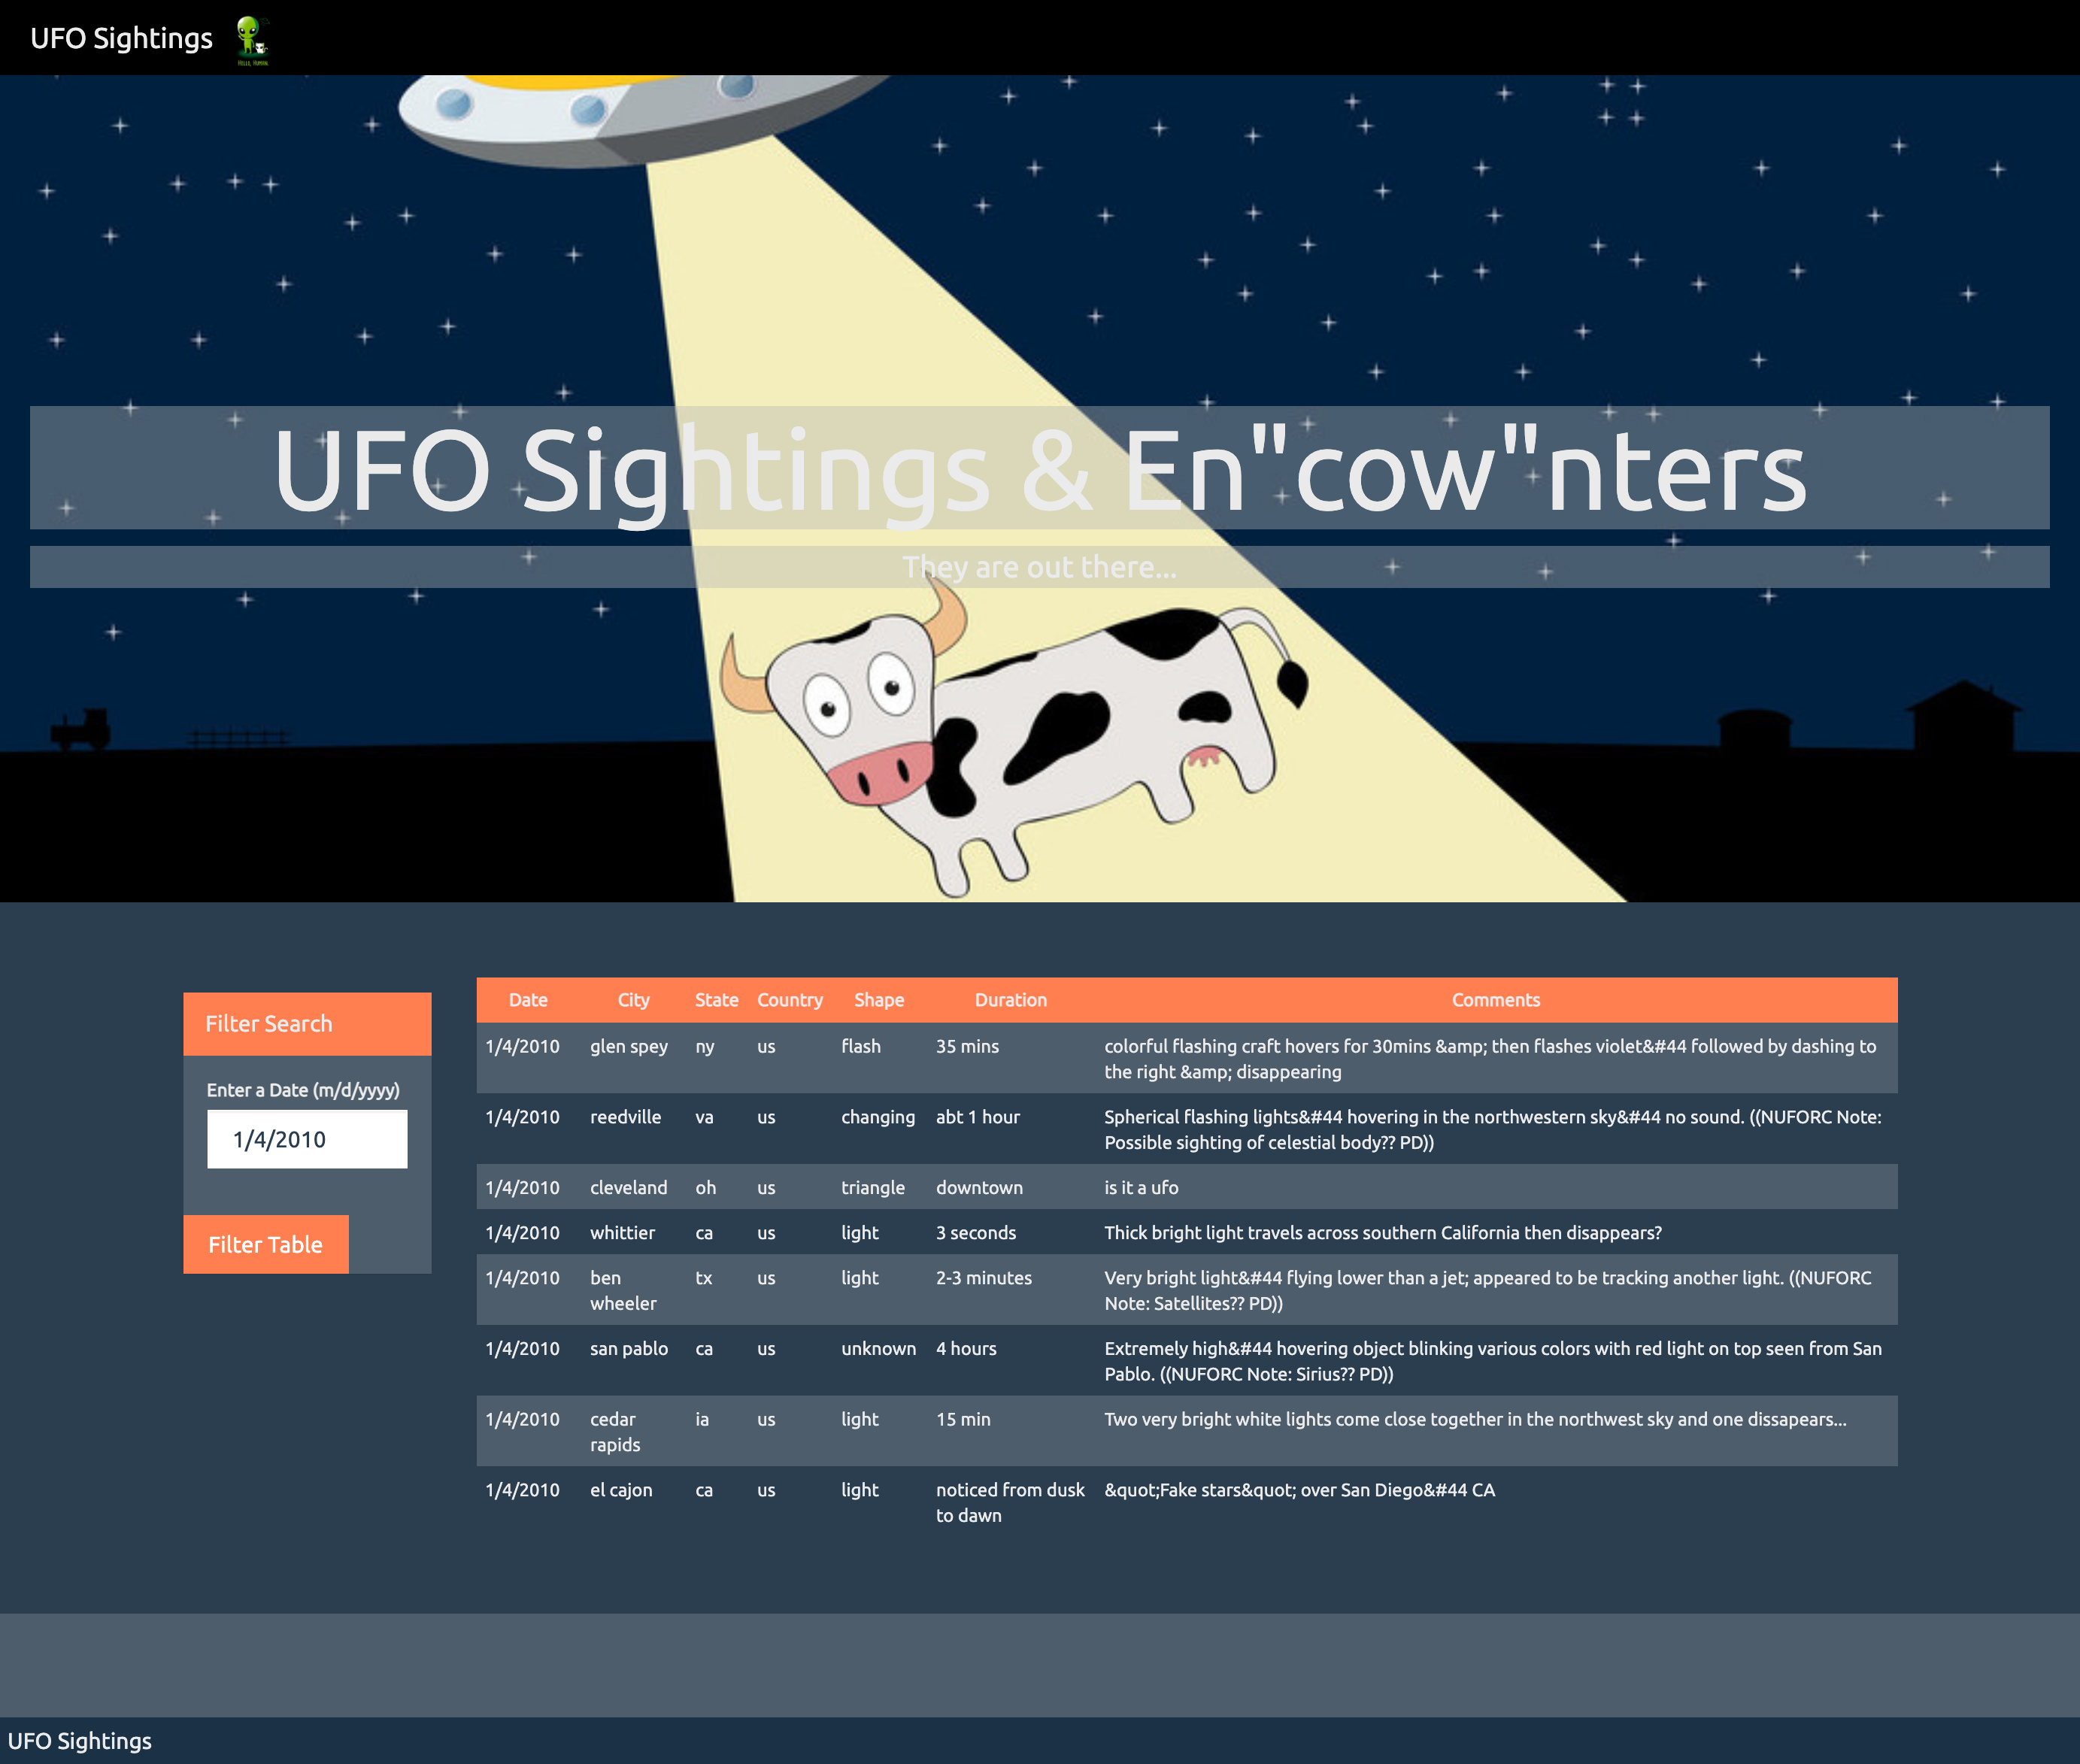 UFO Sightings
HELLO, HUMAN.
UFO Sightings & En"cow"nters
They are out there...
Filter Search
Enter a Date (m/d/yyyy)
1/4/2010
Filter Table
Date City State Country Shape Duration Comments
1/4/2010 glen spey ny us flash 35 mins colorful flashing craft hovers for 30mins &amp; then flashes violet&#44 followed by dashing to
the right &amp; disappearing
1/4/2010 reedville va us changing abt 1 hour Spherical flashing lights&#44 hovering in the northwestern sky&#44 no sound. ((NUFORC Note:
Possible sighting of celestial body?? PD))
1/4/2010 cleveland oh us triangle downtown is it a ufo
1/4/2010 whittier ca us light 3 seconds Thick bright light travels across southern California then disappears?
1/4/2010 ben tx us light 2-3 minutes Very bright light&#44 flying lower than a jet; appeared to be tracking another light. ((NUFORC
wheeler Note: Satellites?? PD))
1/4/2010 san pablo ca us unknown 4 hours Extremely high&#44 hovering object blinking various colors with red light on top seen from San
Pablo. ((NUFORC Note: Sirius?? PD))
1/4/2010 cedar ia us light 15 min Two very bright white lights come close together in the northwest sky and one dissapears...
rapids
1/4/2010 el cajon ca us light noticed from dusk &quot;Fake stars&quot; over San Diego&#44 CA
to dawn
UFO Sightings